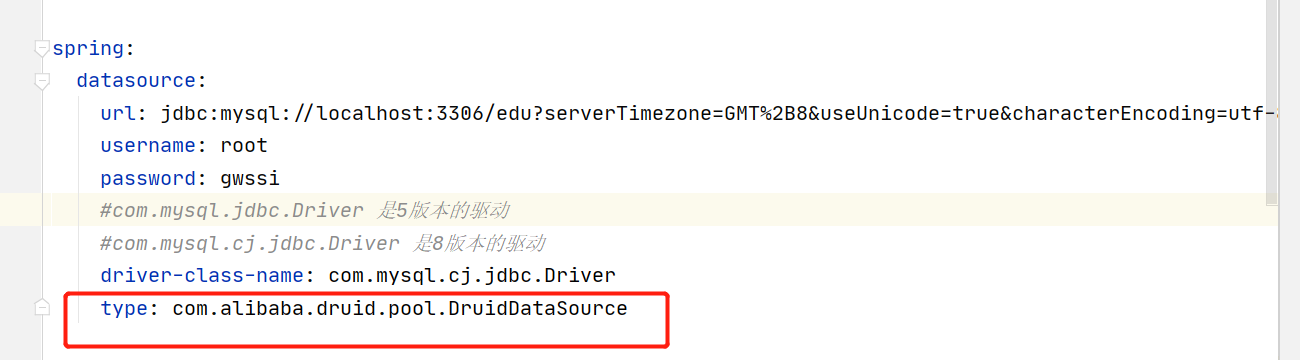 spring:
datasource:
url: jdbc:mysql://localhost:3306/edu?serverTimezone=GMT%2B8&useUnicode=true&characterEncoding=utf-
username: root
password: gwssi
#com.mysql.jdbc.Driver 是5版本的驱动
#com.mysql.cj.jdbc.Driver 是8版本的驱动
driver-class-name: com.mysql.cj.jdbc.Driver
type: com.alibaba.druid.pool.DruidDataSource